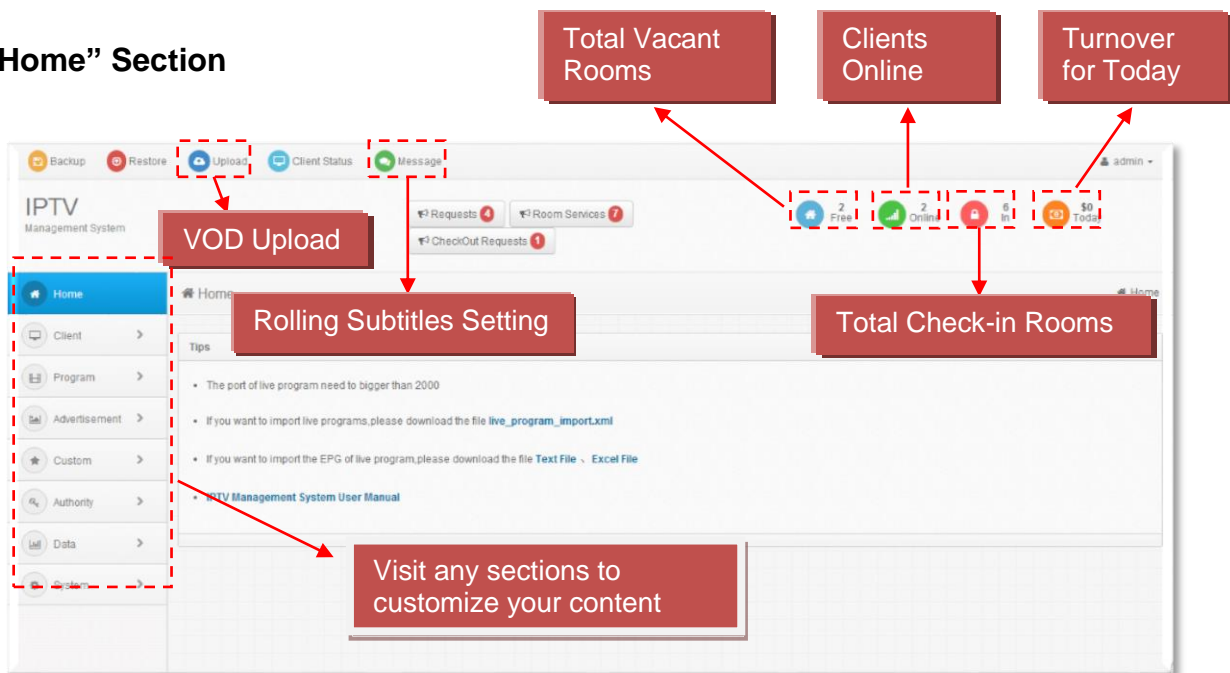 Home” Section
Total Vacant
Rooms
Clients
Online
Turnover
for Today
Backup Restore Upload Client Status Message admin
IPTV
Management System
VOD Upload
Requests 4 Room Services 7
CheckOut Requests 1
2
Free
2
Online
6
In
$0
Today
Home
Home
Home
Rolling Subtitles Setting
Total Check-in Rooms
Client
Program
Advertisement
Custom
Authority
Data
System
Tips
• The port of live program need to bigger than 2000
• If you want to import live programs,please download the file live_program_import.xml
• If you want to import the EPG of live program,please download the file Text File 、 Excel File
• IPTV Management System User Manual
Visit any sections to
customize your content